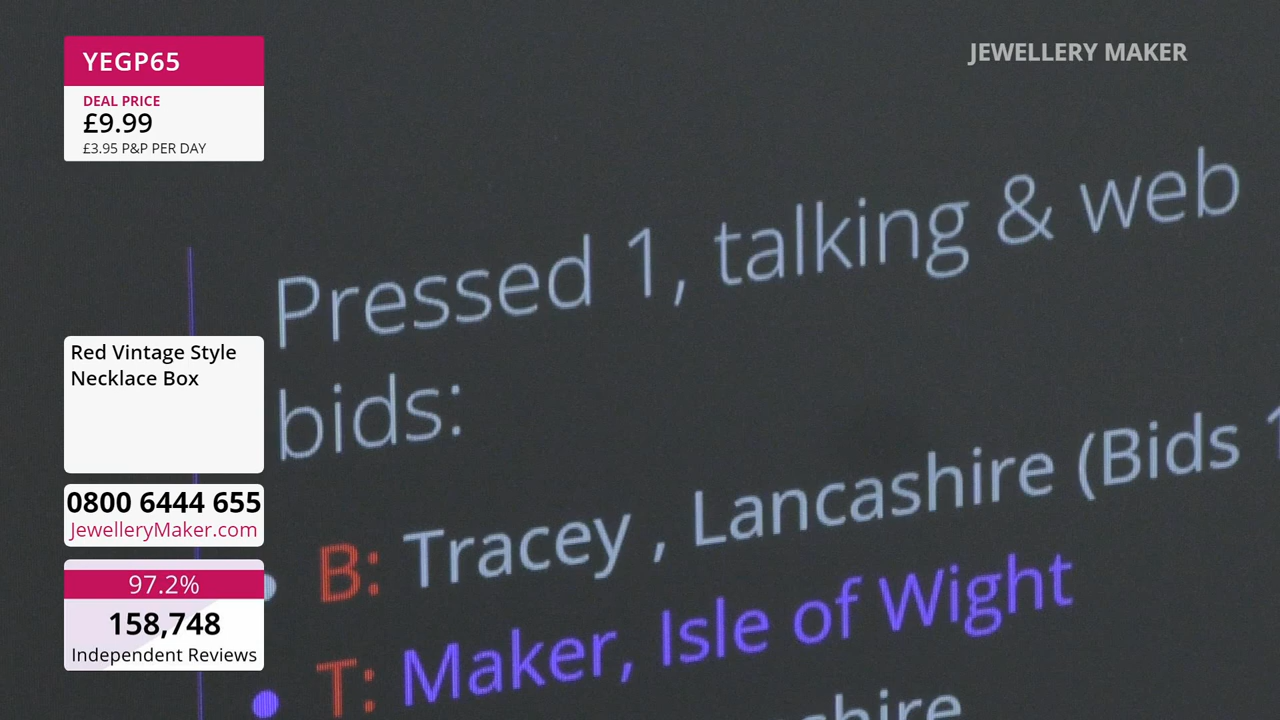 YEGP65
DEAL PRICE
£9.99
£3.95 P&P PER DAY
JEWELLERY MAKER
Pressed 1, talking & web
bids:
Red Vintage Style
Necklace Box
B: Tracey , Lancashire (Bids 1
T: Maker, Isle of Wight
0800 6444 655
JewelleryMaker.com
97.2%
158,748
Independent Reviews